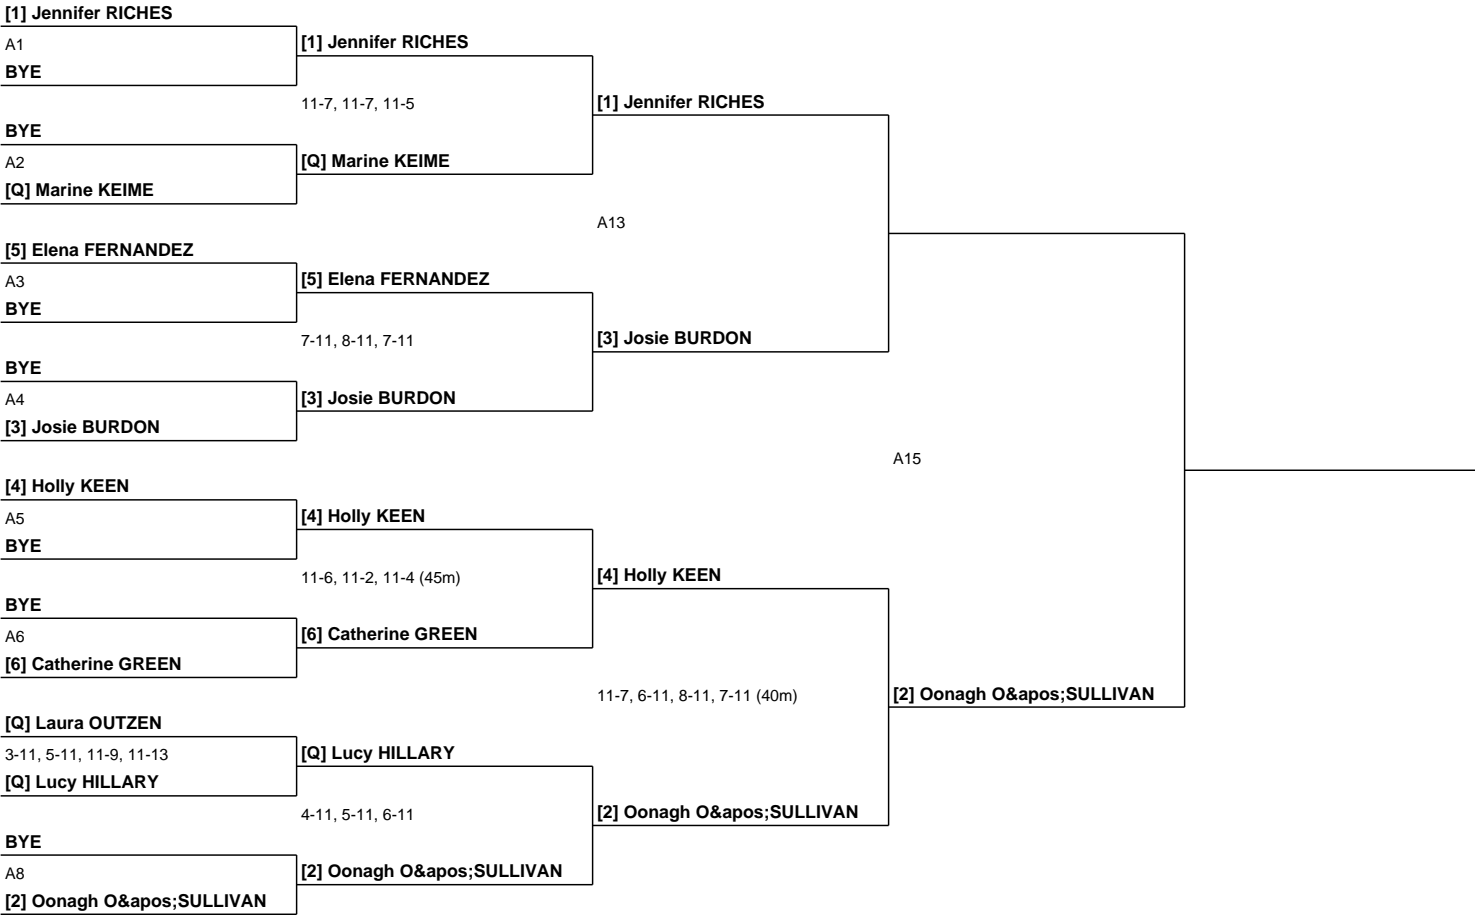 [1] Jennifer RICHES
A1
BYE
BYE
A2
[Q] Marine KEIME
[5] Elena FERNANDEZ
A3
BYE
BYE
A4
[3] Josie BURDON
[4] Holly KEEN
A5
BYE
BYE
A6
[6] Catherine GREEN
[Q] Laura OUTZEN
3-11, 5-11, 11-9, 11-13
[Q] Lucy HILLARY
BYE
A8
[2] Oonagh O&apos;SULLIVAN
[1] Jennifer RICHES
11-7, 11-7, 11-5
[Q] Marine KEIME
[5] Elena FERNANDEZ
7-11, 8-11, 7-11
[3] Josie BURDON
[4] Holly KEEN
11-6, 11-2, 11-4 (45m)
[6] Catherine GREEN
[Q] Lucy HILLARY
4-11, 5-11, 6-11
[2] Oonagh O&apos;SULLIVAN
[1] Jennifer RICHES
A13
[3] Josie BURDON
[4] Holly KEEN
11-7, 6-11, 8-11, 7-11 (40m)
[2] Oonagh O&apos;SULLIVAN
A15
[2] Oonagh O&apos;SULLIVAN